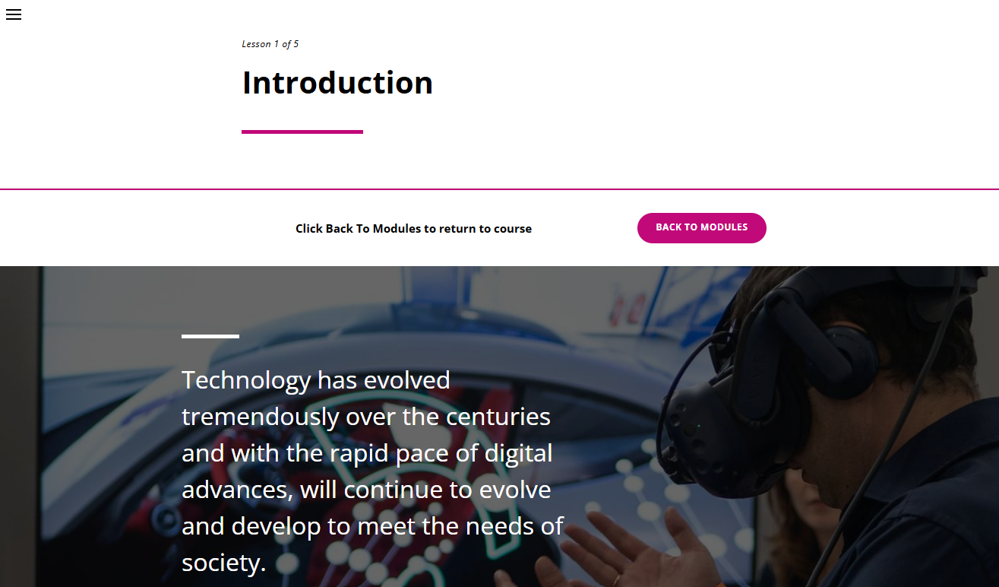 Lesson 1 of 5
Introduction
Click Back To Modules to return to course
BACK TO MODULES
Technology has evolved
tremendously over the centuries
and with the rapid pace of digital
advances, will continue to evolve
and develop to meet the needs of
society.